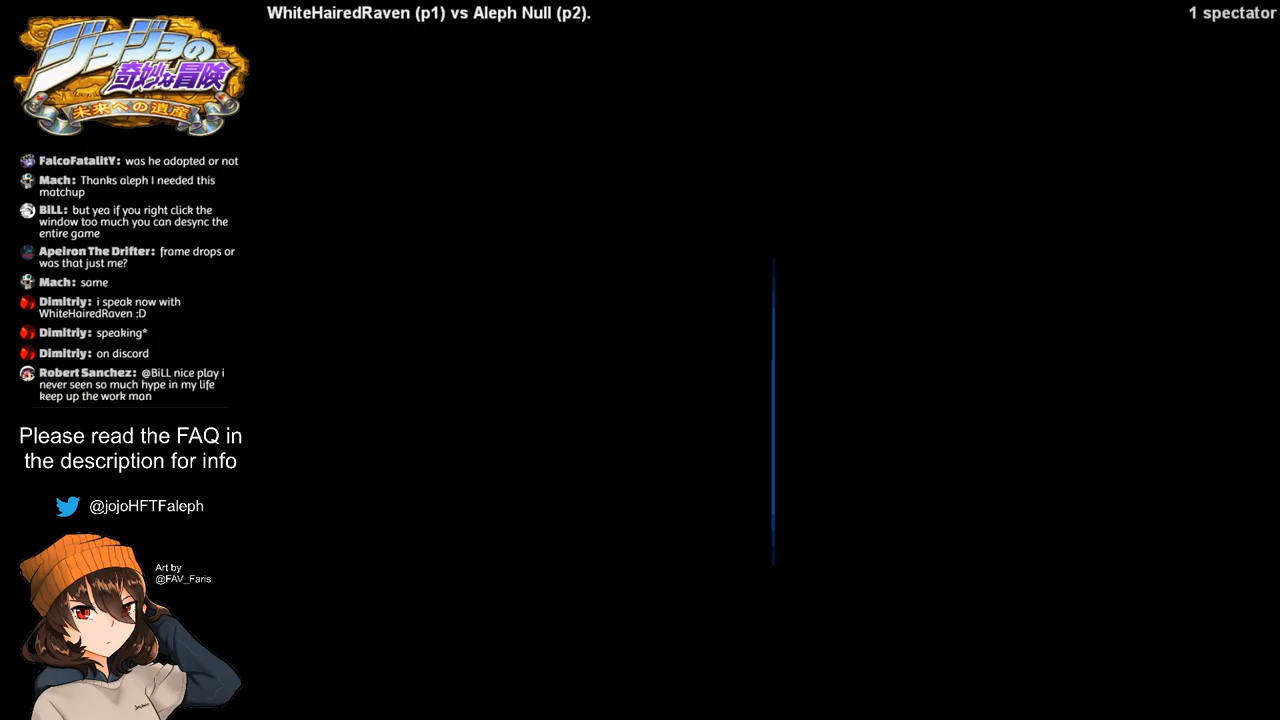 WhiteHairedRaven (p1) vs Aleph Null (p2).
1 spectator
ジョジョの
奇妙な冒険
未来への遺産
FalcoFatalitY: was he adopted or not
Mach: Thanks aleph I needed this
matchup
BiLL: but yea if you right click the
window too much you can desync the
entire game
Apeiron The Drifter: frame drops or
was that just me?
Mach: same
Dimitriy: i speak now with
WhiteHairedRaven :D
Dimitriy: speaking*
Dimitriy: on discord
Robert Sanchez: @BiLL nice play i
never seen so much hype in my life
keep up the work man
Please read the FAQ in
the description for info
@jojoHFTFaleph
Art by
@FAV_Faris